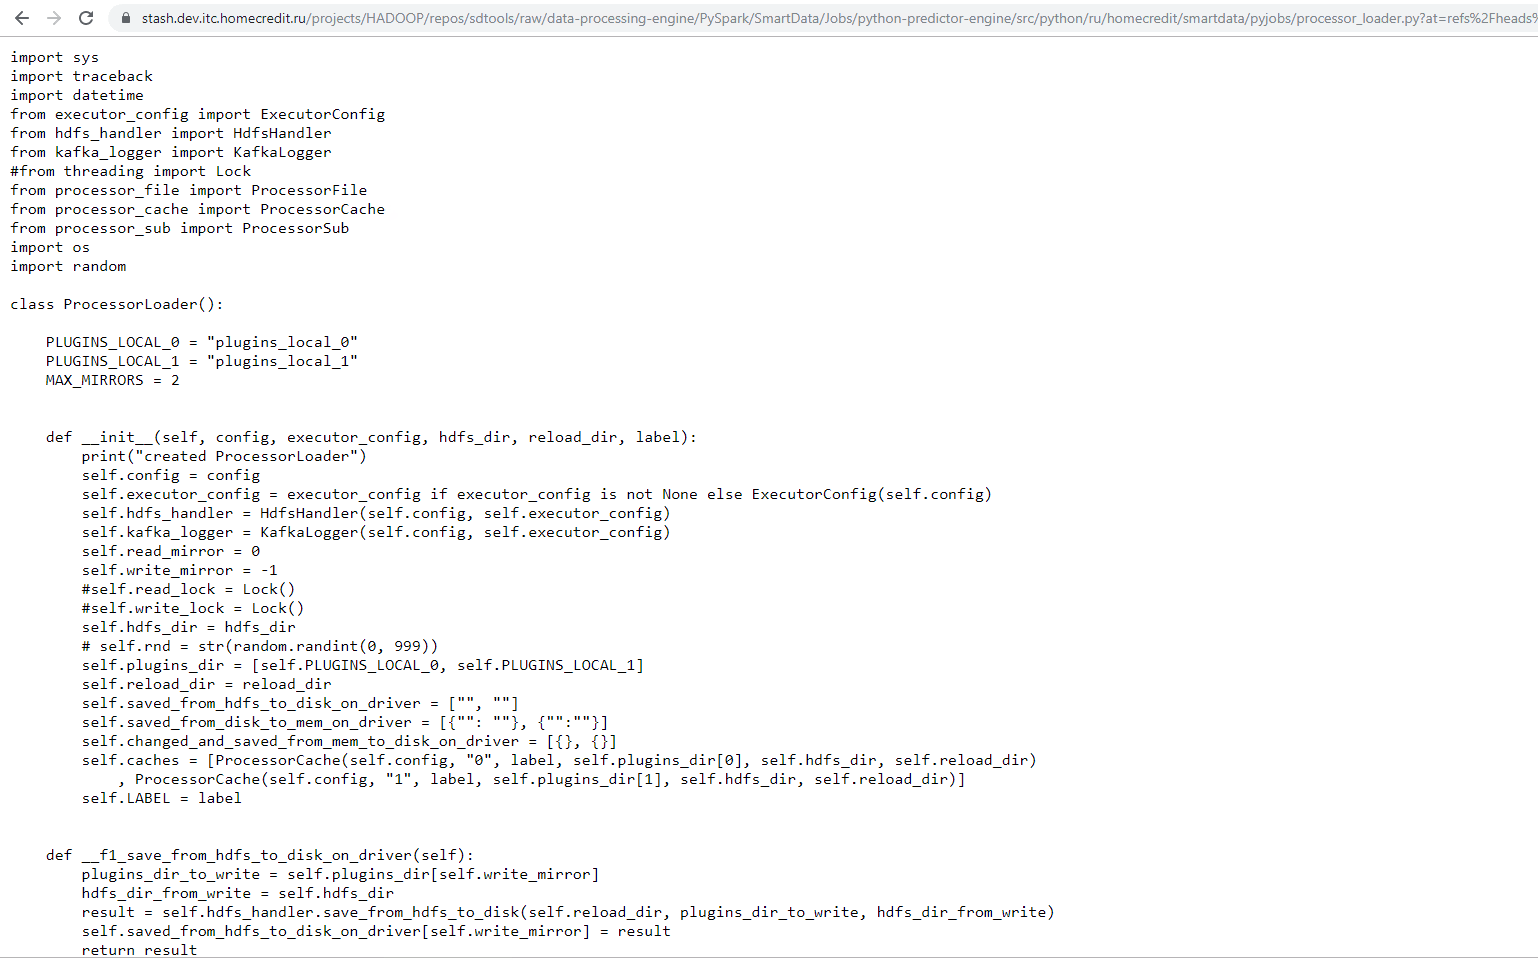 stash.dev.itc.homecredit.ru/projects/HADOOP/repos/sdtools/raw/data-processing-engine/PySpark/SmartData/Jobs/python-predictor-engine/src/python/ru/homecredit/smartdata/pyjobs/processor_loader.py?at=refs%2Fheads%
import sys
import traceback
import datetime
from executor_config import ExecutorConfig
from hdfs_handler import HdfsHandler
from kafka_logger import KafkaLogger
#from threading import Lock
from processor_file import ProcessorFile
from processor_cache import ProcessorCache
from processor_sub import ProcessorSub
import os
import random
class ProcessorLoader():
    PLUGINS_LOCAL_0 = "plugins_local_0"
    PLUGINS_LOCAL_1 = "plugins_local_1"
    MAX_MIRRORS = 2
    def __init__(self, config, executor_config, hdfs_dir, reload_dir, label):
        print("created ProcessorLoader")
        self.config = config
        self.executor_config = executor_config if executor_config is not None else ExecutorConfig(self.config)
        self.hdfs_handler = HdfsHandler(self.config, self.executor_config)
        self.kafka_logger = KafkaLogger(self.config, self.executor_config)
        self.read_mirror = 0
        self.write_mirror = -1
        #self.read_lock = Lock()
        #self.write_lock = Lock()
        self.hdfs_dir = hdfs_dir
        # self.rnd = str(random.randint(0, 999))
        self.plugins_dir = [self.PLUGINS_LOCAL_0, self.PLUGINS_LOCAL_1]
        self.reload_dir = reload_dir
        self.saved_from_hdfs_to_disk_on_driver = ["", ""]
        self.saved_from_disk_to_mem_on_driver = [{"": ""}, {"":""}]
        self.changed_and_saved_from_mem_to_disk_on_driver = [{}, {}]
        self.caches = [ProcessorCache(self.config, "0", label, self.plugins_dir[0], self.hdfs_dir, self.reload_dir)
            , ProcessorCache(self.config, "1", label, self.plugins_dir[1], self.hdfs_dir, self.reload_dir)]
        self.LABEL = label
    def __f1_save_from_hdfs_to_disk_on_driver(self):
        plugins_dir_to_write = self.plugins_dir[self.write_mirror]
        hdfs_dir_from_write = self.hdfs_dir
        result = self.hdfs_handler.save_from_hdfs_to_disk(self.reload_dir, plugins_dir_to_write, hdfs_dir_from_write)
        self.saved_from_hdfs_to_disk_on_driver[self.write_mirror] = result
        return result